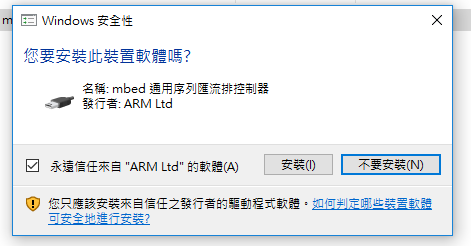 m
Windows 安全性
您要安裝此裝置軟體嗎?
名稱: mbed 通用序列匯流排控制器
發行者: ARM Ltd
永遠信任來自 "ARM Ltd" 的軟體(A)
安裝(I)
不要安裝(N)
您只應該安裝來自信任之發行者的驅動程式軟體。如何判定哪些裝置軟體
可安全地進行安裝?